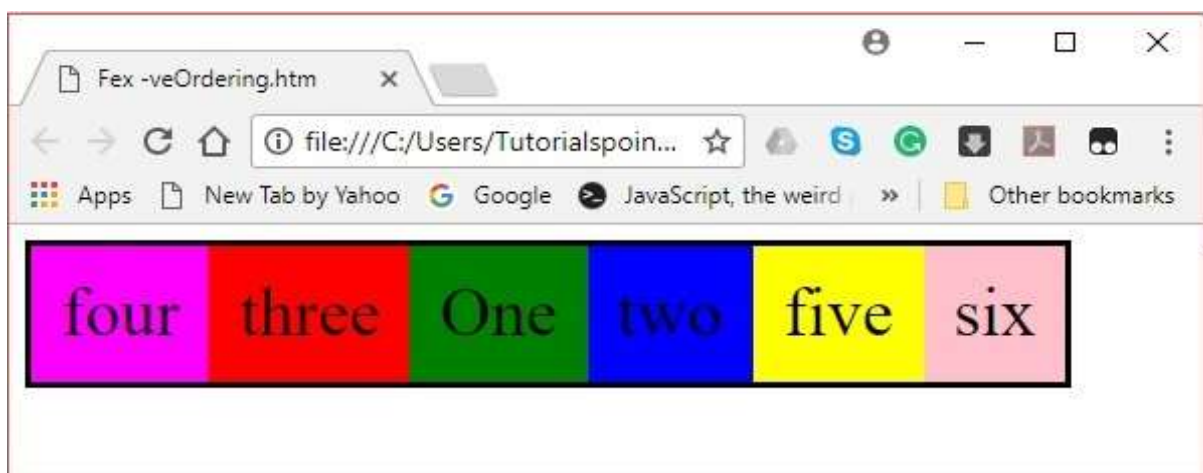 Fex -veOrdering.htm
file:///C:/Users/Tutorialspoin...
Apps New Tab by Yahoo Google JavaScript, the weird » Other bookmarks
four three One two five six